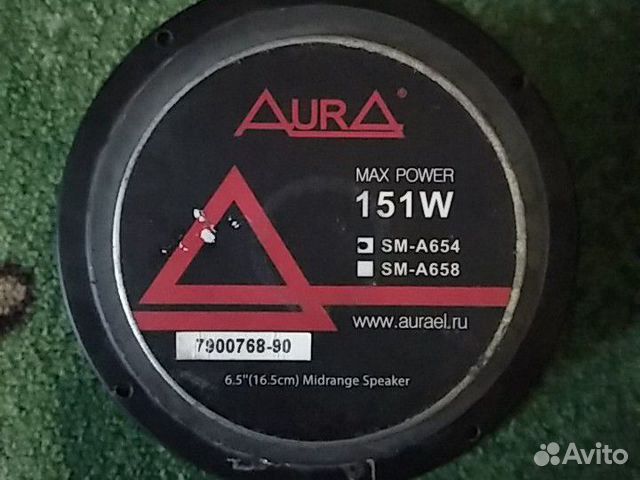 AURA®
MAX POWER
151W
SM-A654
SM-A658
www.aurael.ru
7900768-90
6.5"(16.5cm) Midrange Speaker
Avito